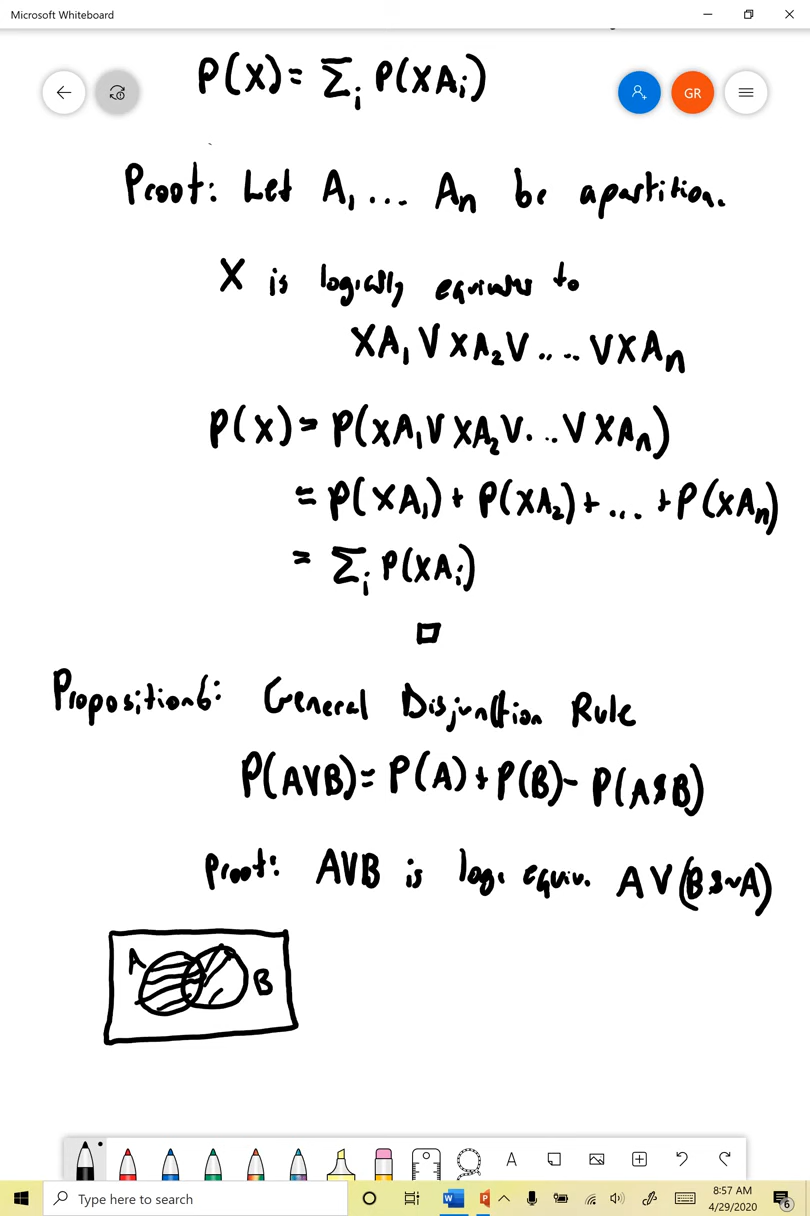 Microsoft Whiteboard
P(X) = Σᵢ P(XAᵢ)
GR
Proof: Let A₁ ... Aₙ be a partition.
X is logically equivalent to
XA₁ V XA₂ V .... V XAₙ
P(X) = P(XA₁ V XA₂ V ... V XAₙ)
= P(XA₁) + P(XA₂) + ... + P(XAₙ)
= Σᵢ P(XAᵢ)
□
Proposition 6: General Disjunction Rule
P(AVB) = P(A) + P(B) - P(A&B)
Proof: AVB is log. equiv. A V (B&~A)
A
B
A
Type here to search
W
P
8:57 AM
4/29/2020
6